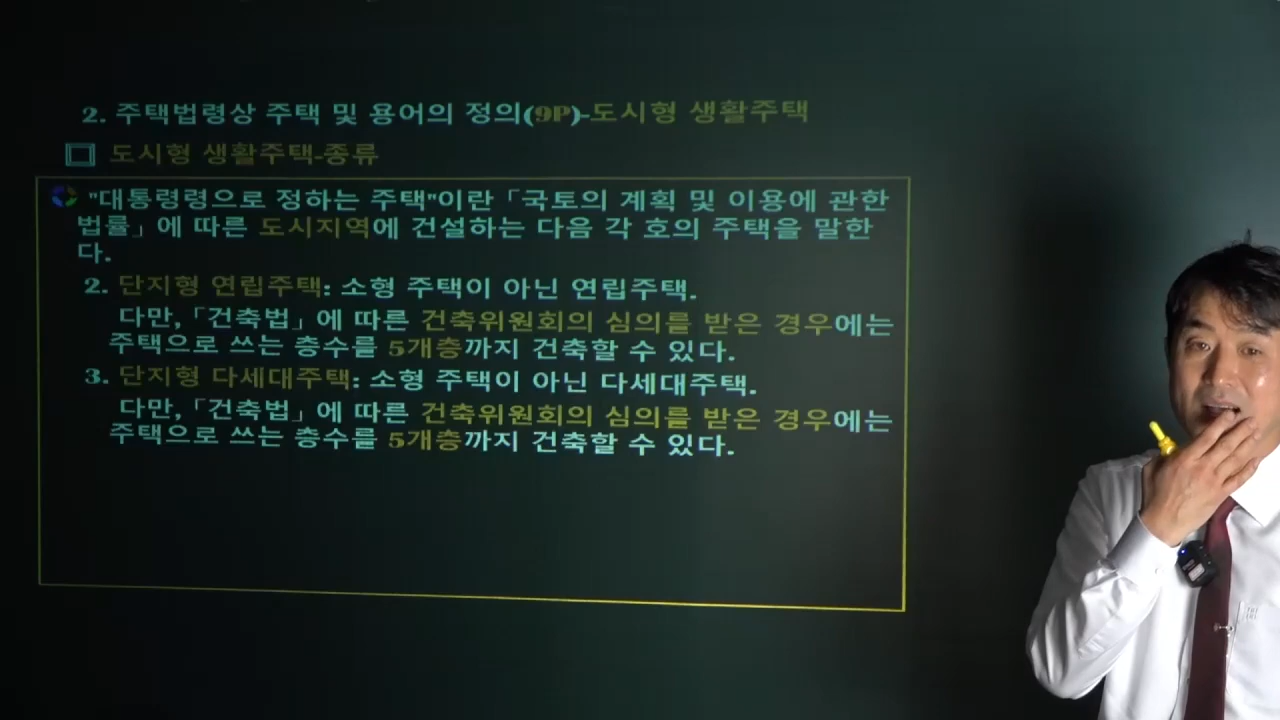 2. 주택법령상 주택 및 용어의 정의(9P)-도시형 생활주택
도시형 생활주택-종류
"대통령령으로 정하는 주택"이란 「국토의 계획 및 이용에 관한
법률」에 따른 도시지역에 건설하는 다음 각 호의 주택을 말한
다.
2. 단지형 연립주택: 소형 주택이 아닌 연립주택.
다만, 「건축법」에 따른 건축위원회의 심의를 받은 경우에는
주택으로 쓰는 층수를 5개층까지 건축할 수 있다.
3. 단지형 다세대주택: 소형 주택이 아닌 다세대주택.
다만, 「건축법」에 따른 건축위원회의 심의를 받은 경우에는
주택으로 쓰는 층수를 5개층까지 건축할 수 있다.